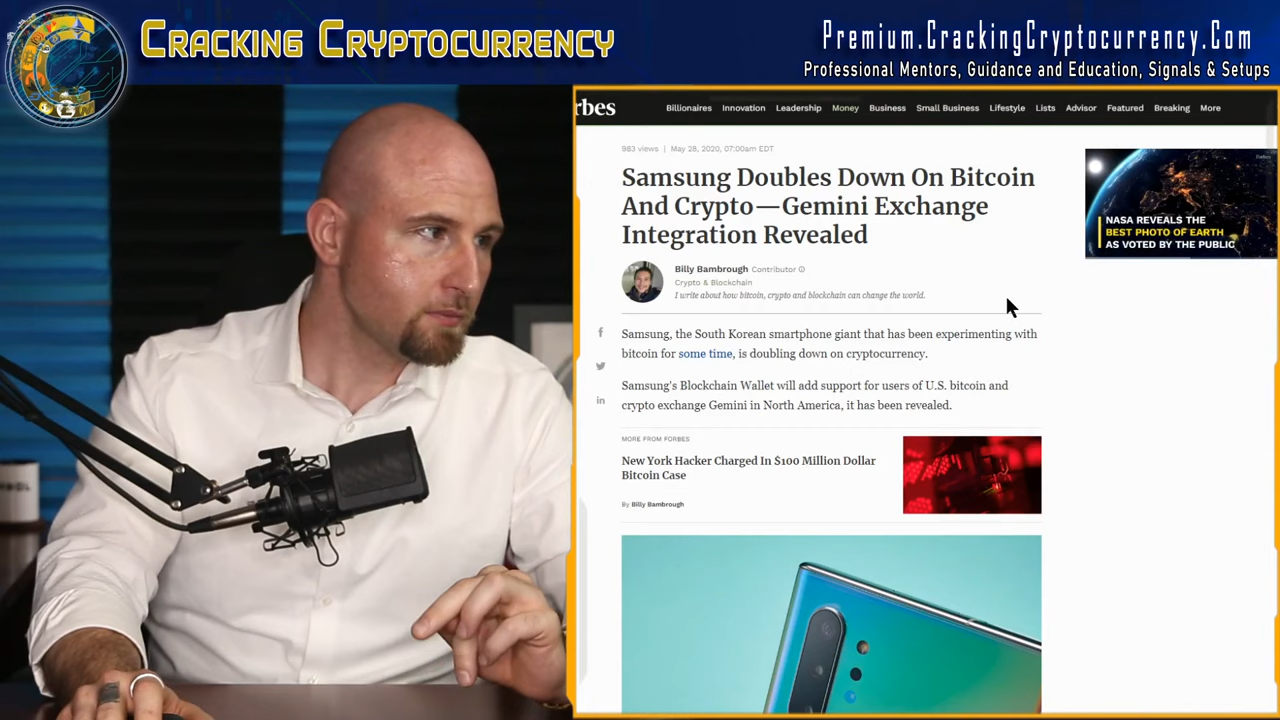 CRACKING CRYPTOCURRENCY
Premium.CrackingCryptocurrency.Com
Professional Mentors, Guidance and Education, Signals & Setups
rbes
Billionaires Innovation Leadership Money Business Small Business Lifestyle Lists Advisor Featured Breaking More
983 views | May 28, 2020, 07:00am EDT
Samsung Doubles Down On Bitcoin
And Crypto—Gemini Exchange
Integration Revealed
Billy Bambrough Contributor
Crypto & Blockchain
I write about how bitcoin, crypto and blockchain can change the world.
Forbes
NASA REVEALS THE
BEST PHOTO OF EARTH
AS VOTED BY THE PUBLIC
f
in
Samsung, the South Korean smartphone giant that has been experimenting with
bitcoin for some time, is doubling down on cryptocurrency.
Samsung's Blockchain Wallet will add support for users of U.S. bitcoin and
crypto exchange Gemini in North America, it has been revealed.
MORE FROM FORBES
New York Hacker Charged In $100 Million Dollar
Bitcoin Case
By Billy Bambrough